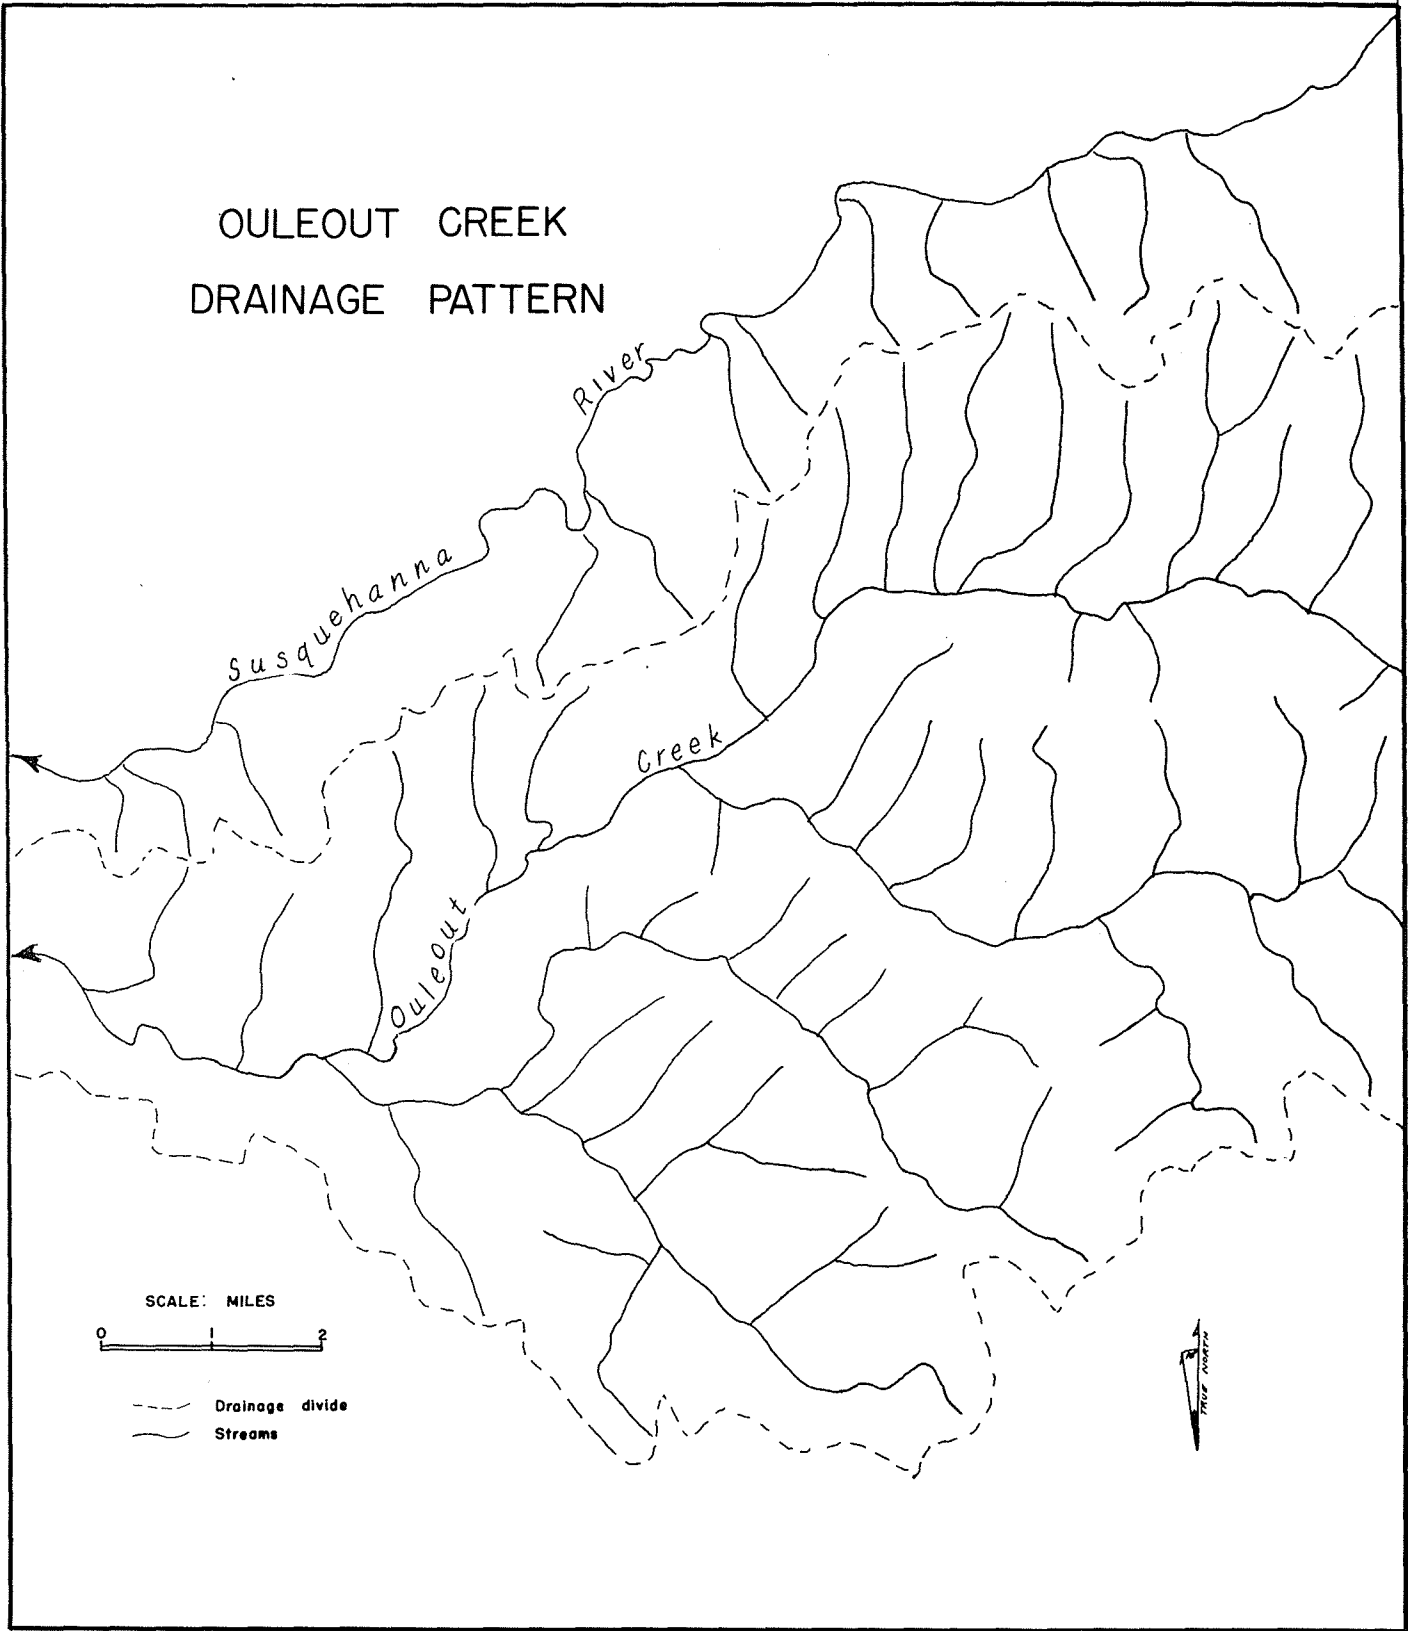 OULEOUT CREEK
DRAINAGE PATTERN
Susquehanna River
Ouleout Creek
SCALE: MILES
0 1 2
Drainage divide
Streams
TRUE NORTH